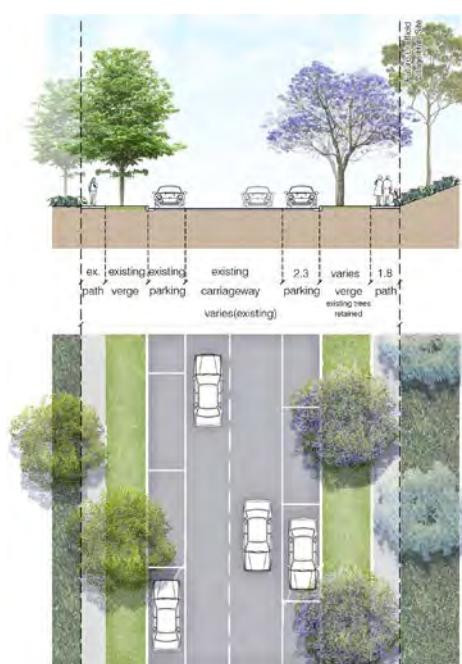 Site
ex. existing existing existing 2.3 varies 1.8
path verge parking carriageway parking verge path
existing trees
retained
varies(existing)